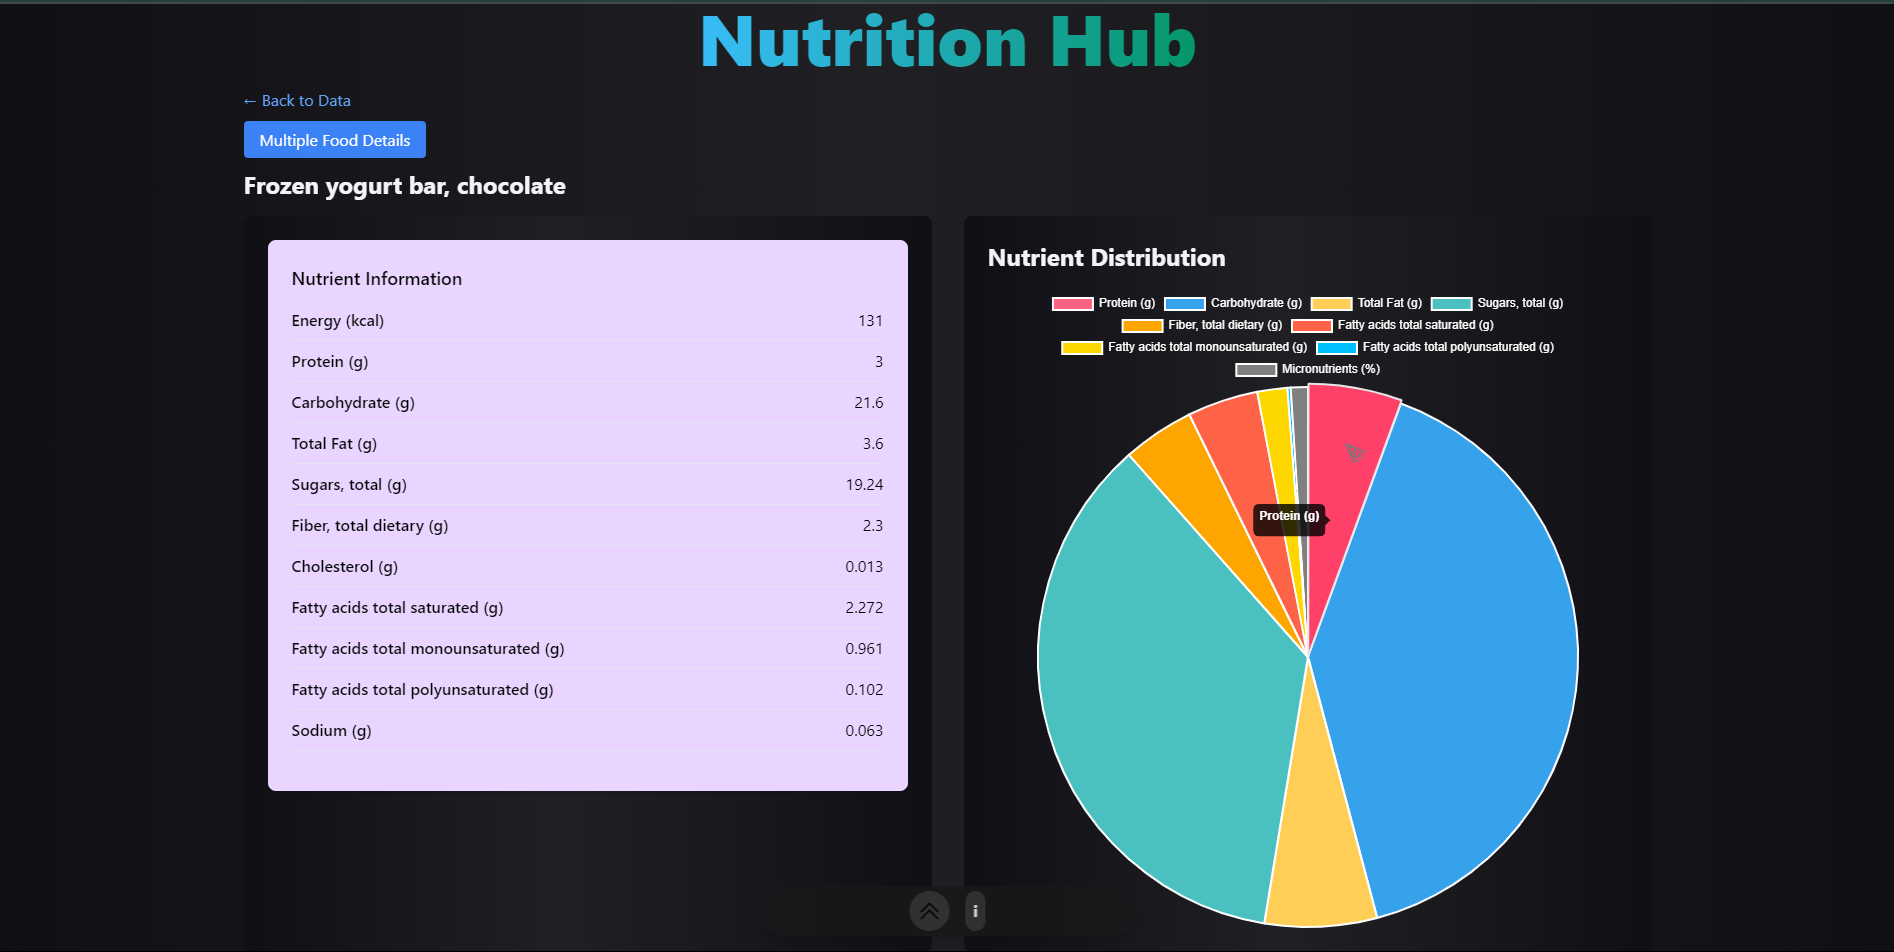 Nutrition Hub
← Back to Data
Multiple Food Details
Frozen yogurt bar, chocolate
Nutrient Information
Energy (kcal) 131
Protein (g) 3
Carbohydrate (g) 21.6
Total Fat (g) 3.6
Sugars, total (g) 19.24
Fiber, total dietary (g) 2.3
Cholesterol (g) 0.013
Fatty acids total saturated (g) 2.272
Fatty acids total monounsaturated (g) 0.961
Fatty acids total polyunsaturated (g) 0.102
Sodium (g) 0.063
Nutrient Distribution
Protein (g) Carbohydrate (g) Total Fat (g) Sugars, total (g)
Fiber, total dietary (g) Fatty acids total saturated (g)
Fatty acids total monounsaturated (g) Fatty acids total polyunsaturated (g)
Micronutrients (%)
Protein (g)
i